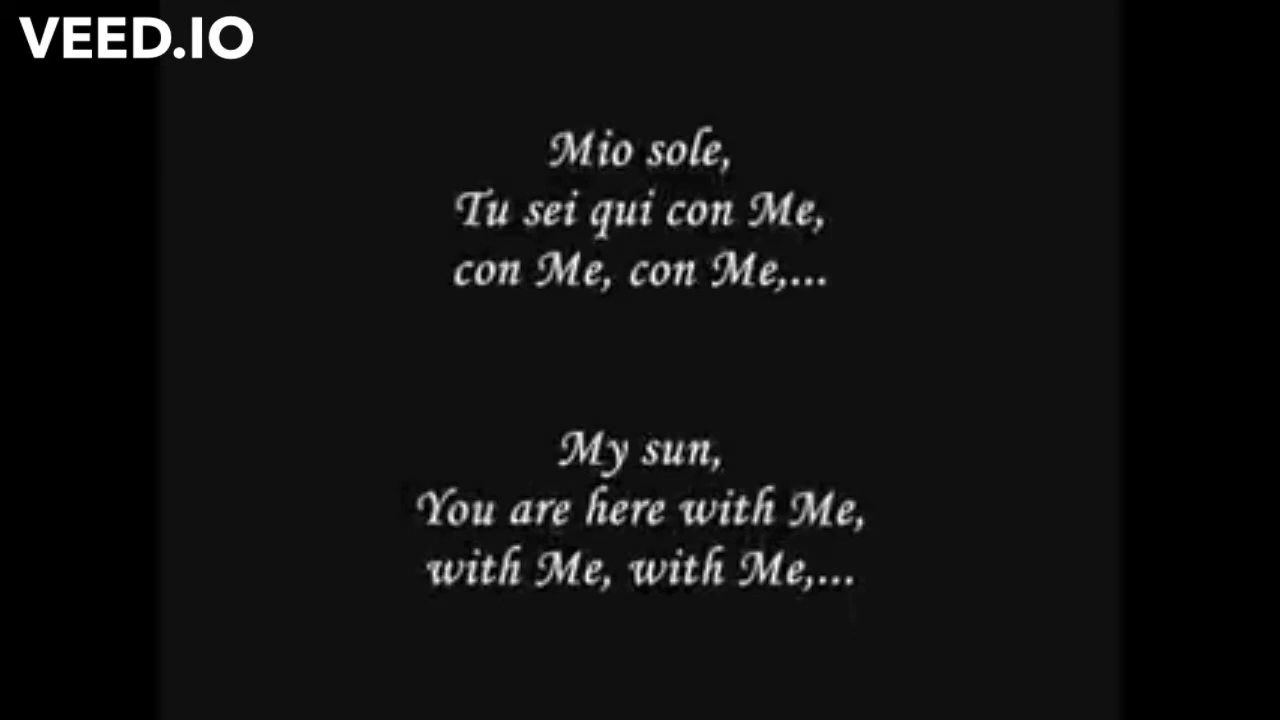 VEED.IO
Mio sole,
Tu sei qui con Me,
con Me, con Me,...
My sun,
You are here with Me,
with Me, with Me,...